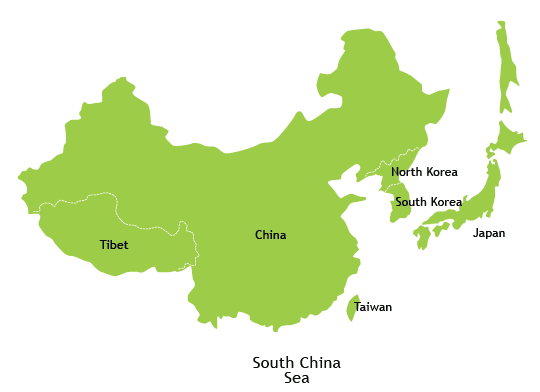 North Korea
South Korea
Japan
China
Tibet
Taiwan
South China
Sea